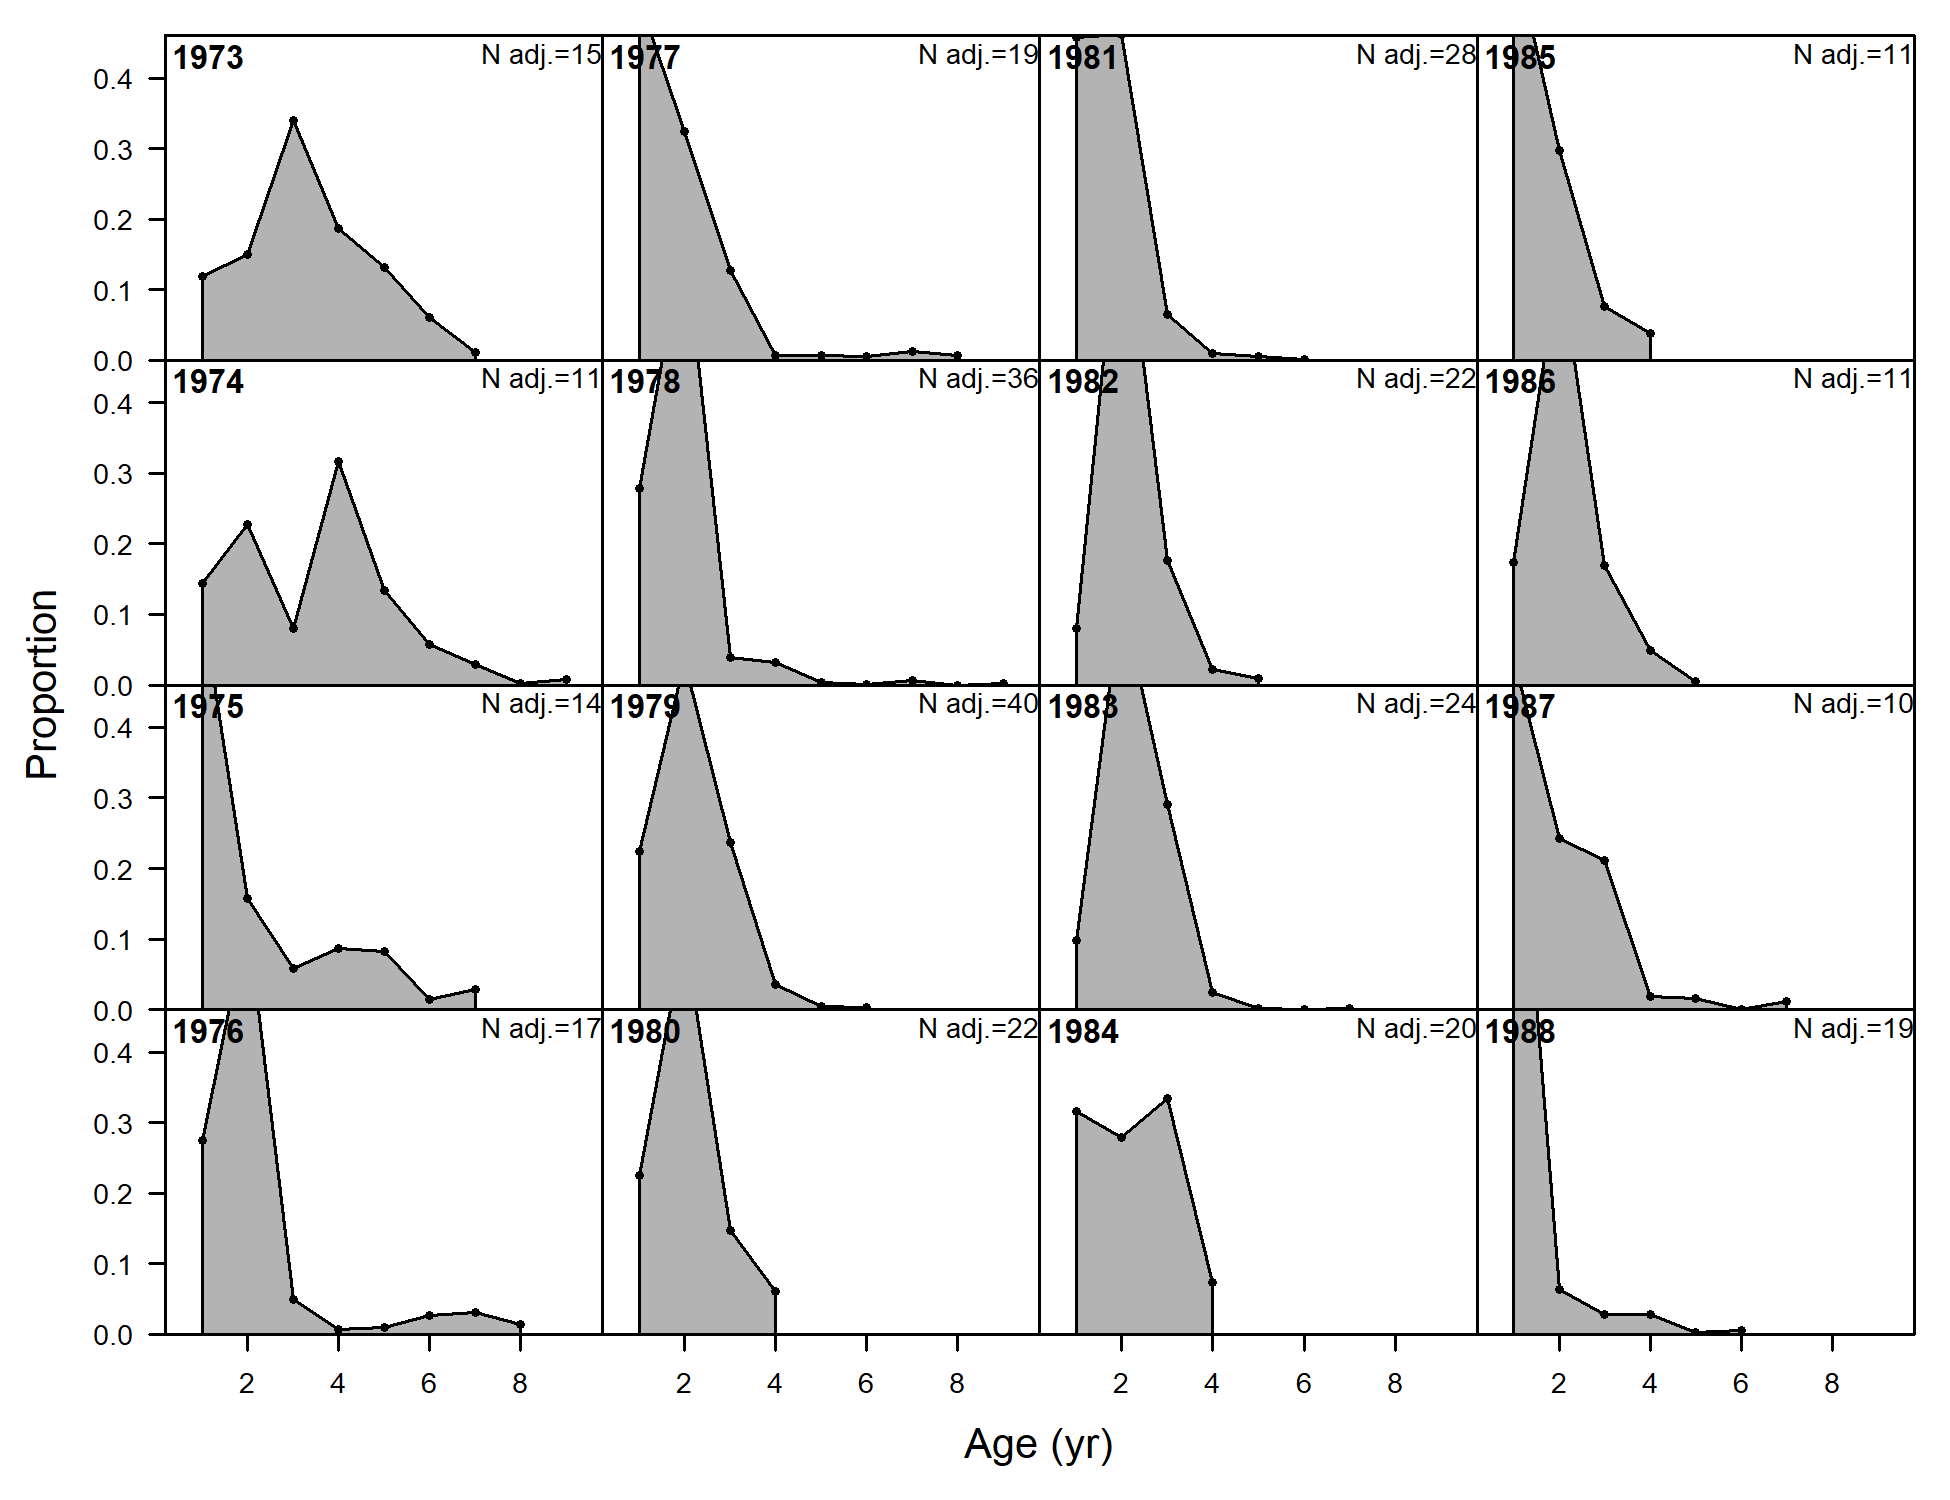 1973 N adj.=15 1977 N adj.=19 1981 N adj.=28 1985 N adj.=11
0.4
0.3
0.2
0.1
0.0
1974 N adj.=11 1978 N adj.=36 1982 N adj.=22 1986 N adj.=11
0.4
0.3
0.2
0.1
0.0
1975 N adj.=14 1979 N adj.=40 1983 N adj.=24 1987 N adj.=10
0.4
0.3
0.2
0.1
0.0
1976 N adj.=17 1980 N adj.=22 1984 N adj.=20 1988 N adj.=19
0.4
0.3
0.2
0.1
0.0
2 4 6 8 2 4 6 8 2 4 6 8 2 4 6 8
Proportion
Age (yr)